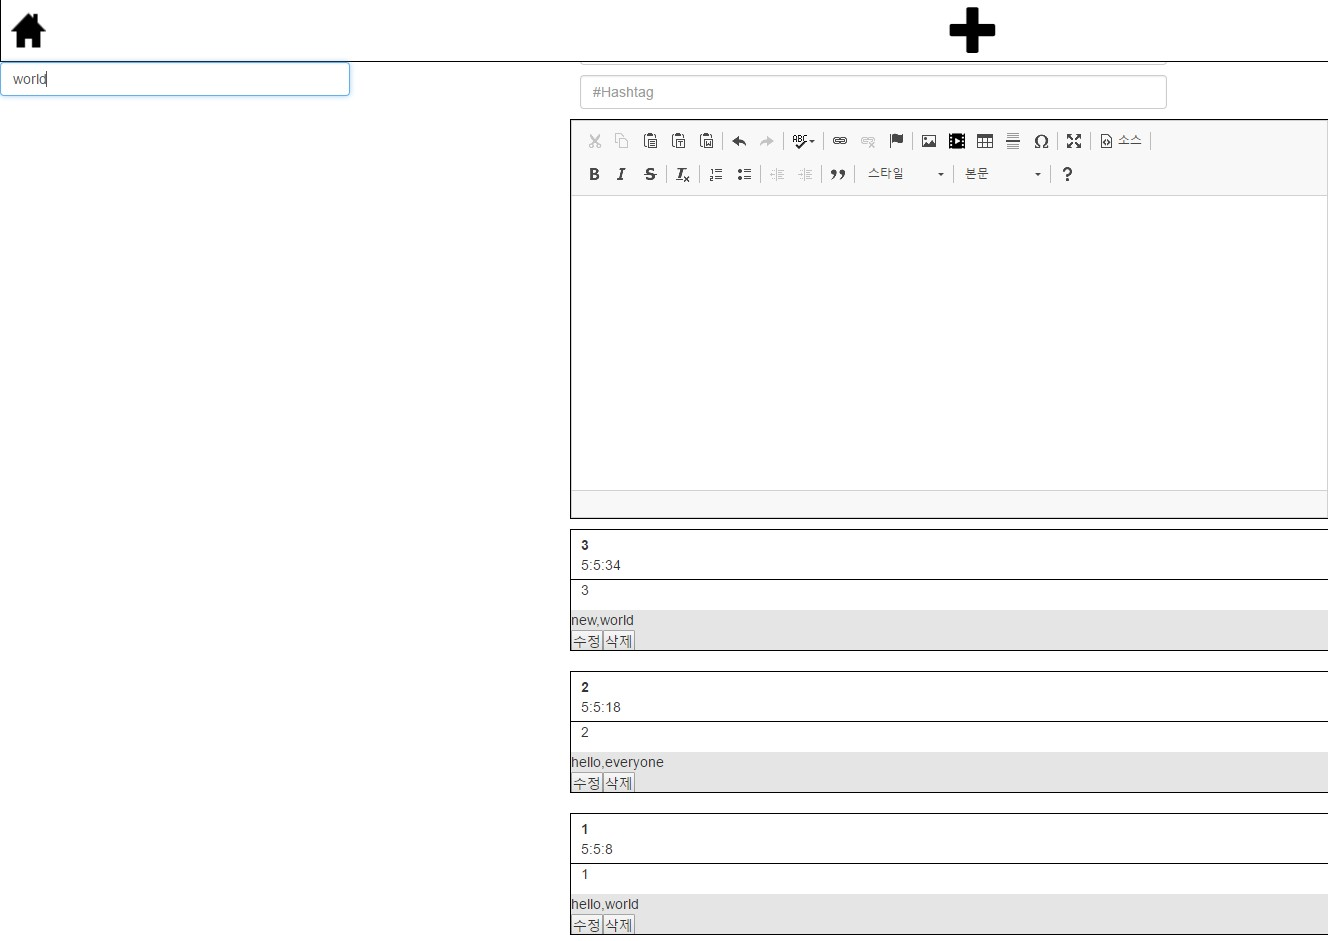 world
#Hashtag
ABC
소스
B I S Tx
스타일 본문 ?
3
5:5:34
3
new,world
수정 삭제
2
5:5:18
2
hello,everyone
수정 삭제
1
5:5:8
1
hello,world
수정 삭제